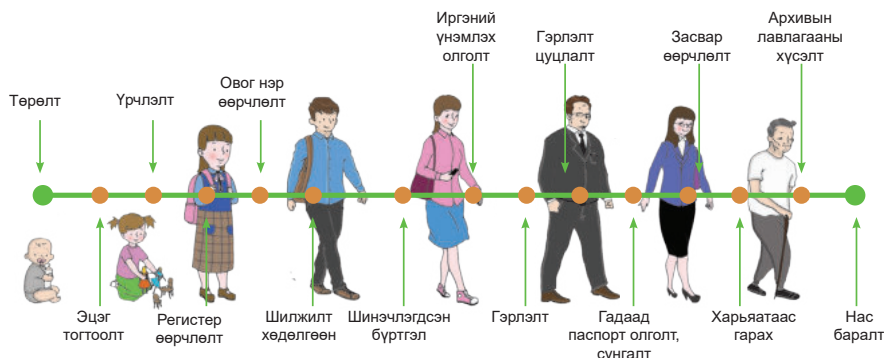 Төрөлт
Үрчлэлт
Овог нэр
өөрчлөлт
Иргэний
үнэмлэх
олголт
Гэрлэлт
цуцлалт
Засвар
өөрчлөлт
Архивын
лавлагааны
хүсэлт
Эцэг
тогтоолт
Регистер
өөрчлөлт
Шилжилт
хөдөлгөөн
Шинэчлэгдсэн
бүртгэл
Гэрлэлт
Гадаад
паспорт олголт,
сунгалт
Харьяатаас
гарах
Нас
баралт